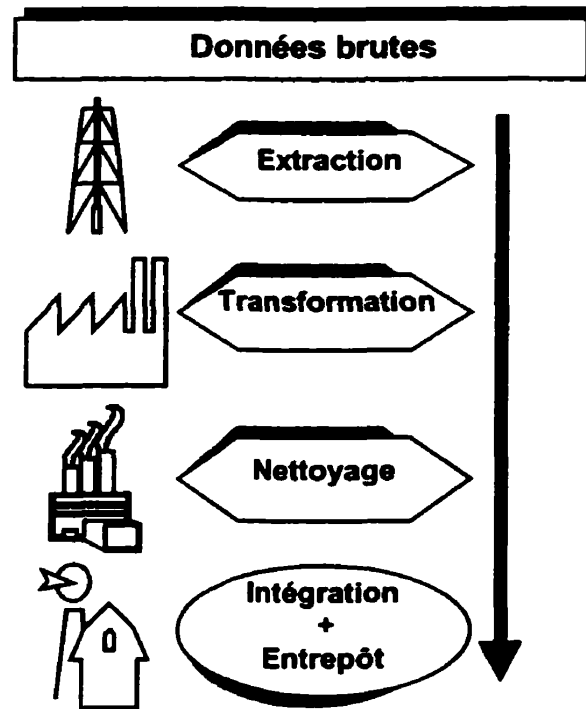 Données brutes
Extraction
Transformation
Nettoyage
Intégration
+
Entrepôt